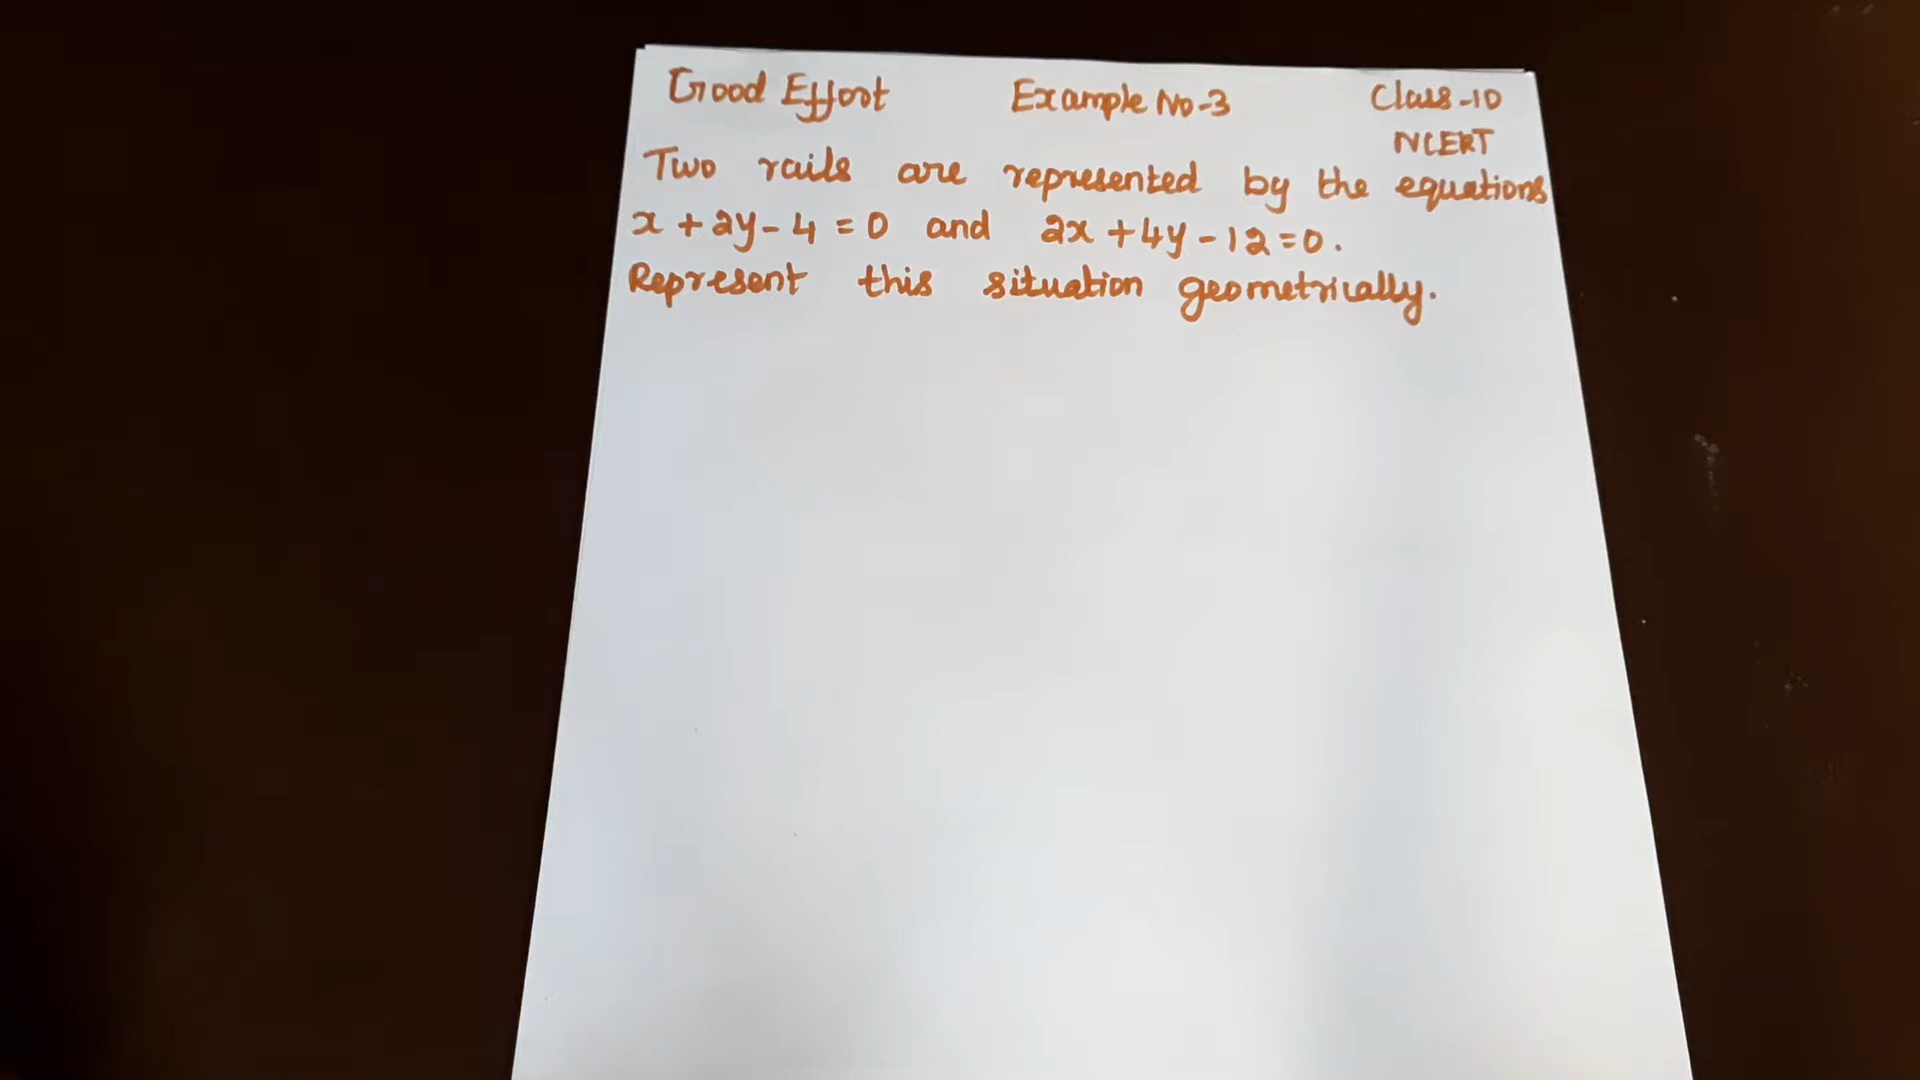 Good Effort Example No-3 Class-10
NCERT
Two rails are represented by the equations
x + 2y - 4 = 0 and 2x + 4y - 12 = 0.
Represent this situation geometrically.